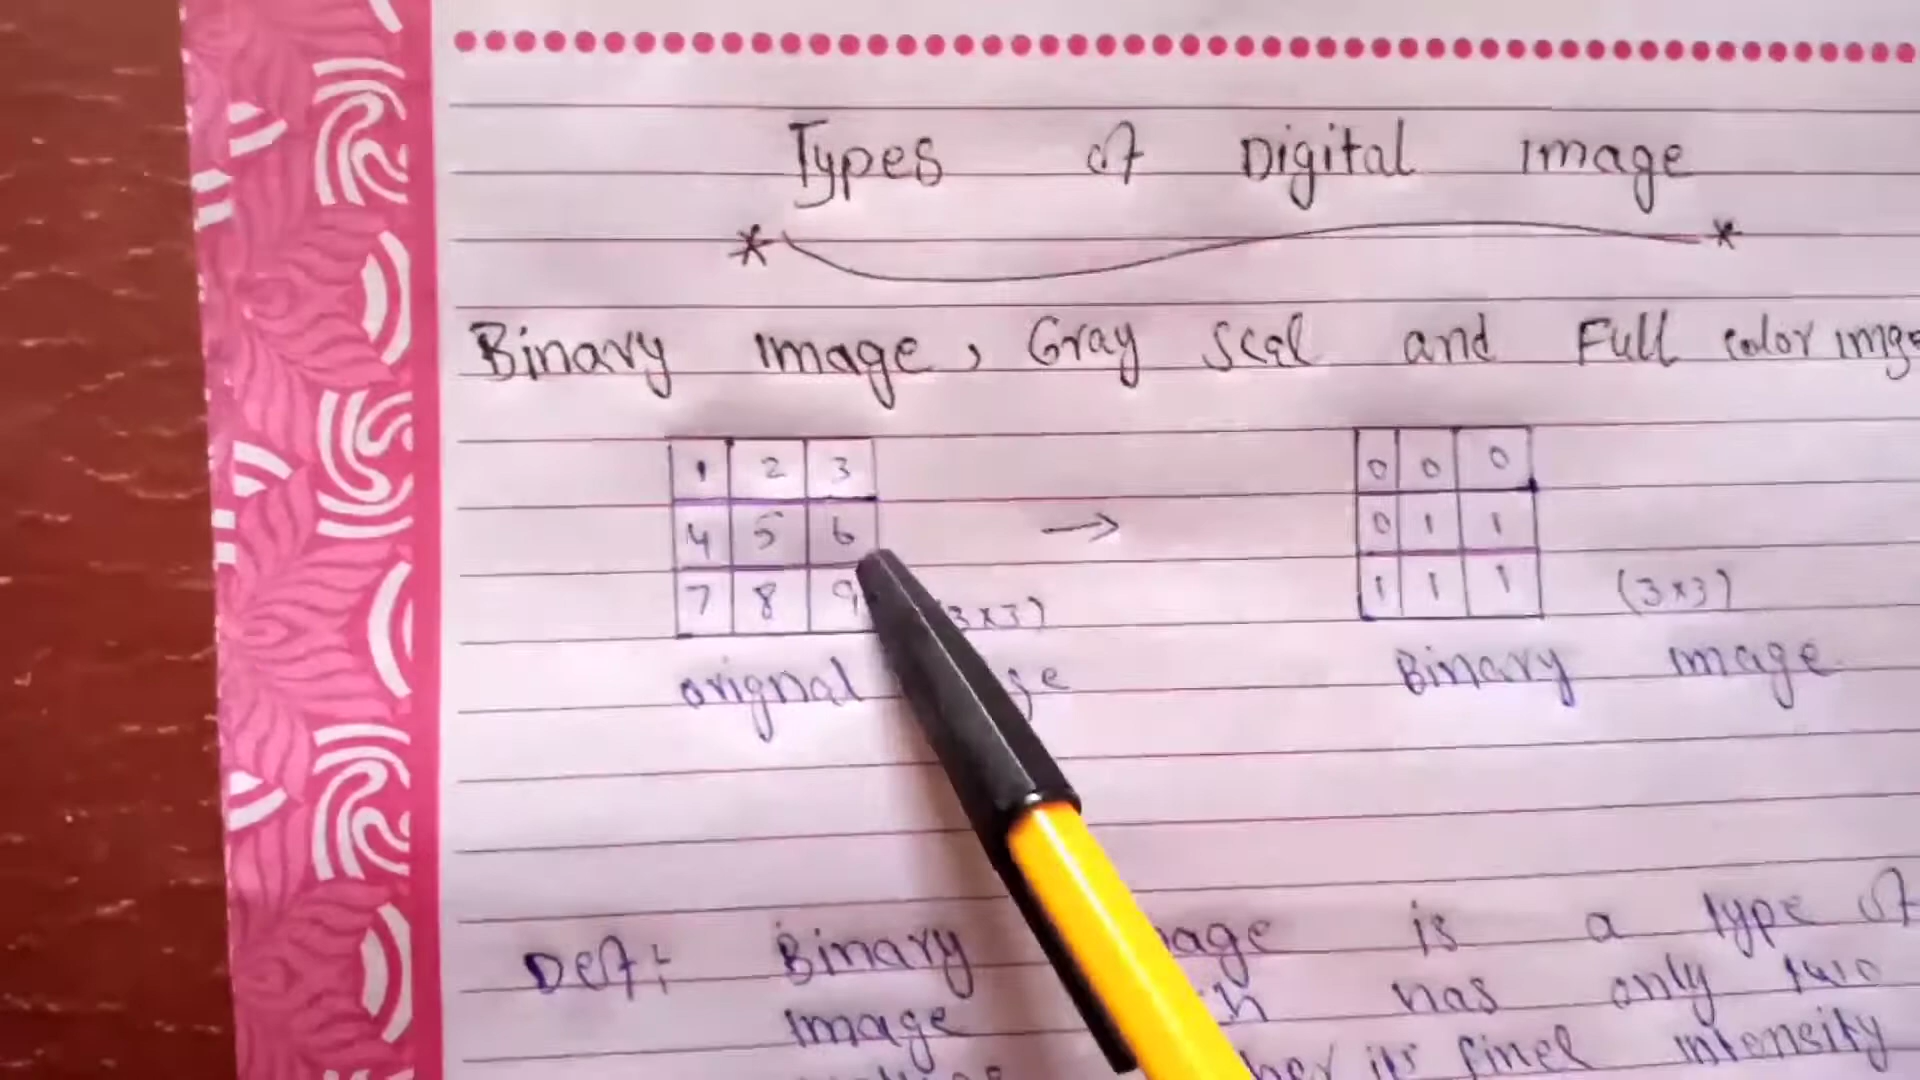 Types of Digital Image
Binary Image, Gray Scal and Full color
1 2 3
4 5 6
7 8 9
(3x3)
orignal
0 0 0
0 1 1
1 1 1
(3x3)
Binary Image
Def: Binary is a type of
Image has only two
its intensity